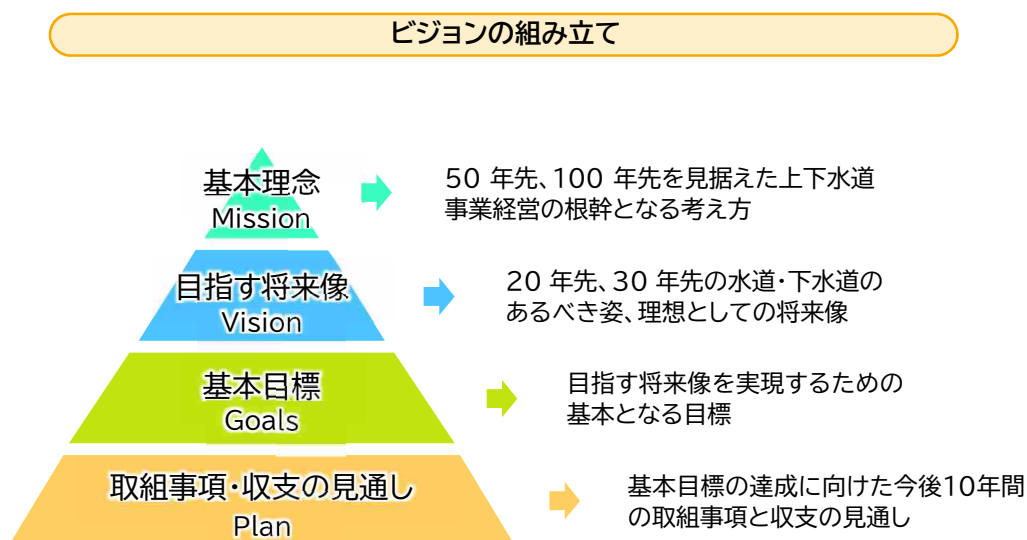 ビジョンの組み立て
基本理念
Mission
50 年先、100 年先を見据えた上下水道
事業経営の根幹となる考え方
目指す将来像
Vision
20 年先、30 年先の水道・下水道の
あるべき姿、理想としての将来像
基本目標
Goals
目指す将来像を実現するための
基本となる目標
取組事項・収支の見通し
Plan
基本目標の達成に向けた今後10年間
の取組事項と収支の見通し